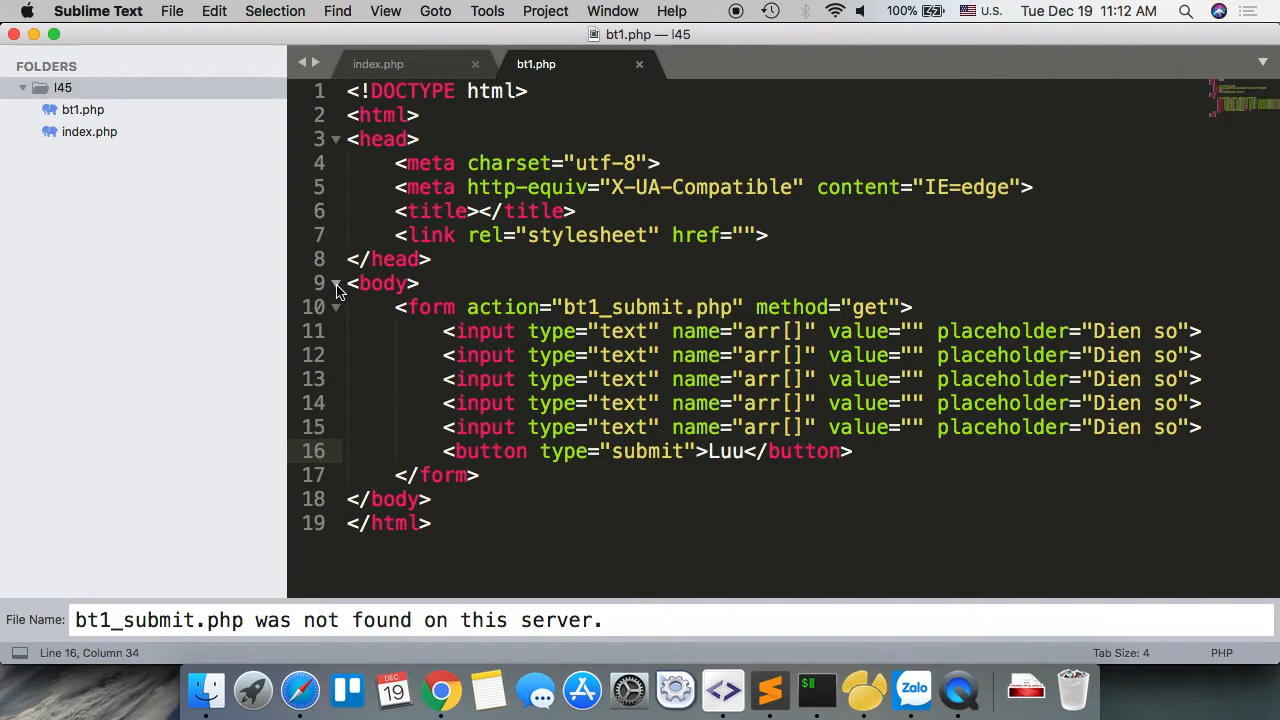 Sublime Text File Edit Selection Find View Goto Tools Project Window Help 100% U.S. Tue Dec 19 11:12 AM
bt1.php — l45
FOLDERS
l45
bt1.php
index.php
index.php × bt1.php ×
1 <!DOCTYPE html>
2 <html>
3 <head>
4 <meta charset="utf-8">
5 <meta http-equiv="X-UA-Compatible" content="IE=edge">
6 <title></title>
7 <link rel="stylesheet" href="">
8 </head>
9 <body>
10 <form action="bt1_submit.php" method="get">
11 <input type="text" name="arr[]" value="" placeholder="Dien so">
12 <input type="text" name="arr[]" value="" placeholder="Dien so">
13 <input type="text" name="arr[]" value="" placeholder="Dien so">
14 <input type="text" name="arr[]" value="" placeholder="Dien so">
15 <input type="text" name="arr[]" value="" placeholder="Dien so">
16 <button type="submit">Luu</button>
17 </form>
18 </body>
19 </html>
File Name: bt1_submit.php was not found on this server.
Line 16, Column 34 Tab Size: 4 PHP
DEC
19
Zalo